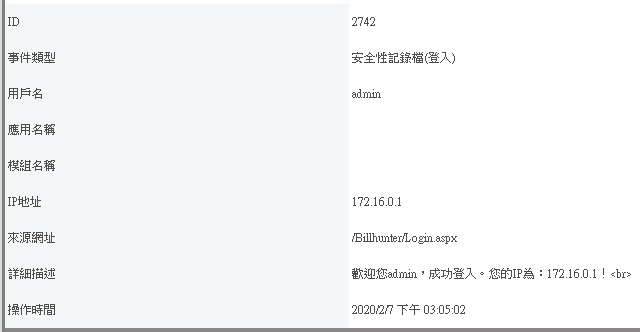 ID 2742
事件類型 安全性記錄檔(登入)
用戶名 admin
應用名稱
模組名稱
IP地址 172.16.0.1
來源網址 /Billhunter/Login.aspx
詳細描述 歡迎您admin，成功登入。您的IP為：172.16.0.1！<br>
操作時間 2020/2/7 下午 03:05:02